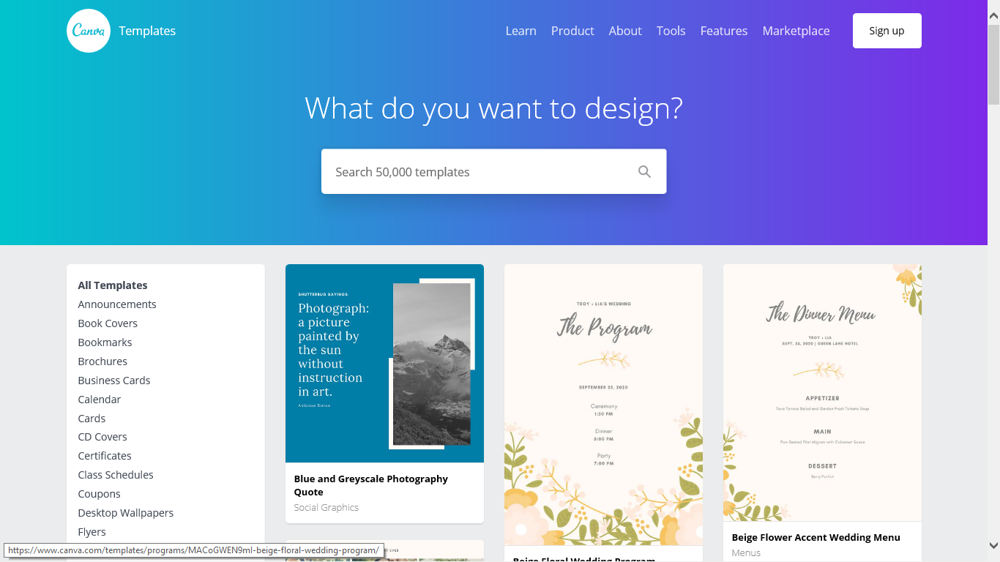 Canva
Templates
Learn
Product
About
Tools
Features
Marketplace
Sign up
What do you want to design?
Search 50,000 templates
All Templates
Announcements
Book Covers
Bookmarks
Brochures
Business Cards
Calendar
Cards
CD Covers
Certificates
Class Schedules
Coupons
Desktop Wallpapers
Flyers
SHUTTERBUG SAYINGS
Photograph:
a picture
painted by
the sun
without
instruction
in art.
Ambrose Bierce
Blue and Greyscale Photography
Quote
Social Graphics
EVER
TROY + LIA'S WEDDING
The Program
SEPTEMBER 25, 2020
Ceremony
1:30 PM
Dinner
5:00 PM
Party
7:00 PM
Beige Floral Wedding Program
The Dinner Menu
TROY + LIA
SEPT. 25, 2020 | GREEN LANE HOTEL
APPETIZER
Tuna Tartare Salad and Garden Fresh Tomato Soup
MAIN
Pan-Seared Filet Mignon with Cabernet Sauce
DESSERT
Berry Parfait
Beige Flower Accent Wedding Menu
Menus
https://www.canva.com/templates/programs/MACoGWEN9ml-beige-floral-wedding-program/